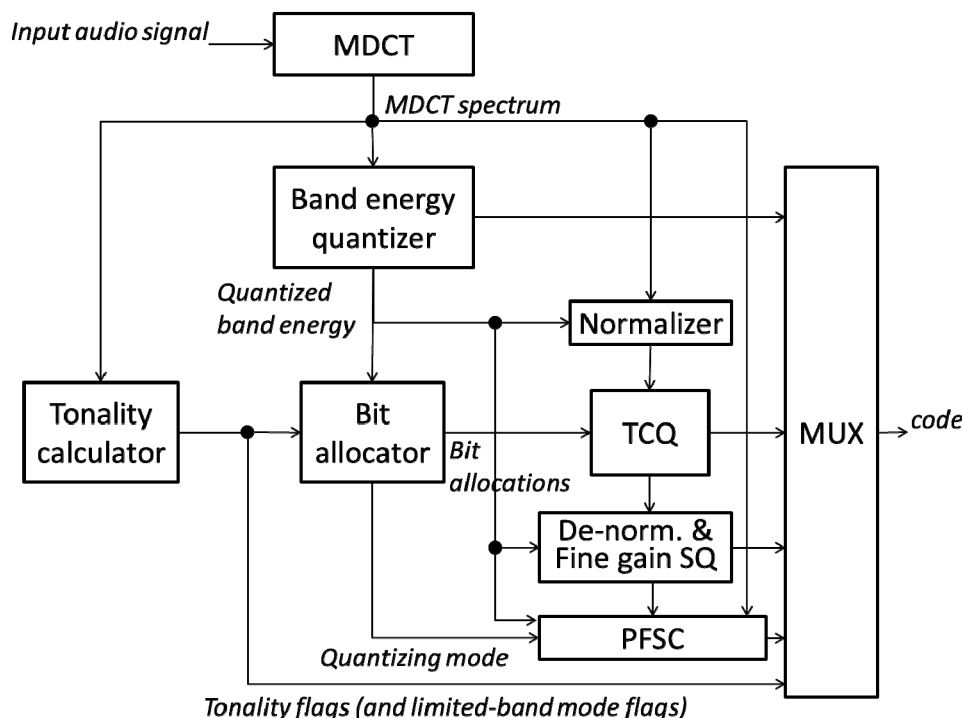 Input audio signal
MDCT
MDCT spectrum
Band energy
quantizer
Quantized
band energy
Normalizer
Tonality
calculator
Bit
allocator
Bit
allocations
TCQ
MUX
code
De-norm. &
Fine gain SQ
PFSC
Quantizing mode
Tonality flags (and limited-band mode flags)